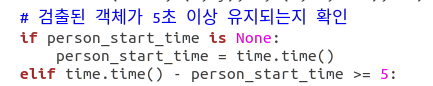 # 검출된 객체가 5초 이상 유지되는지 확인
if person_start_time is None:
    person_start_time = time.time()
elif time.time() - person_start_time >= 5: